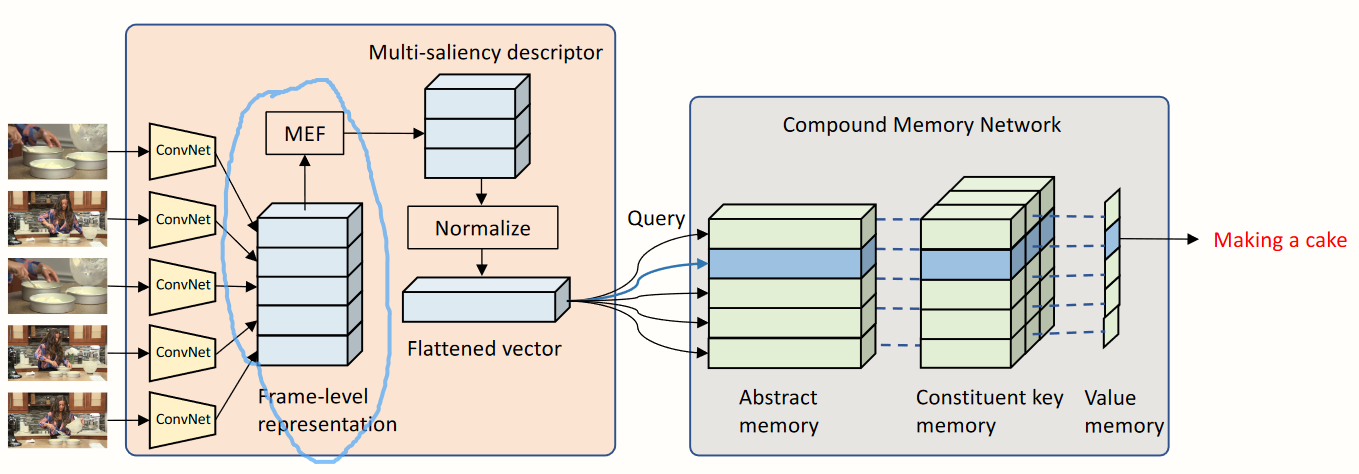 Multi-saliency descriptor
MEF
ConvNet
ConvNet
ConvNet
ConvNet
ConvNet
Normalize
Frame-level
representation
Flattened vector
Query
Compound Memory Network
Abstract
memory
Constituent key
memory
Value
memory
Making a cake